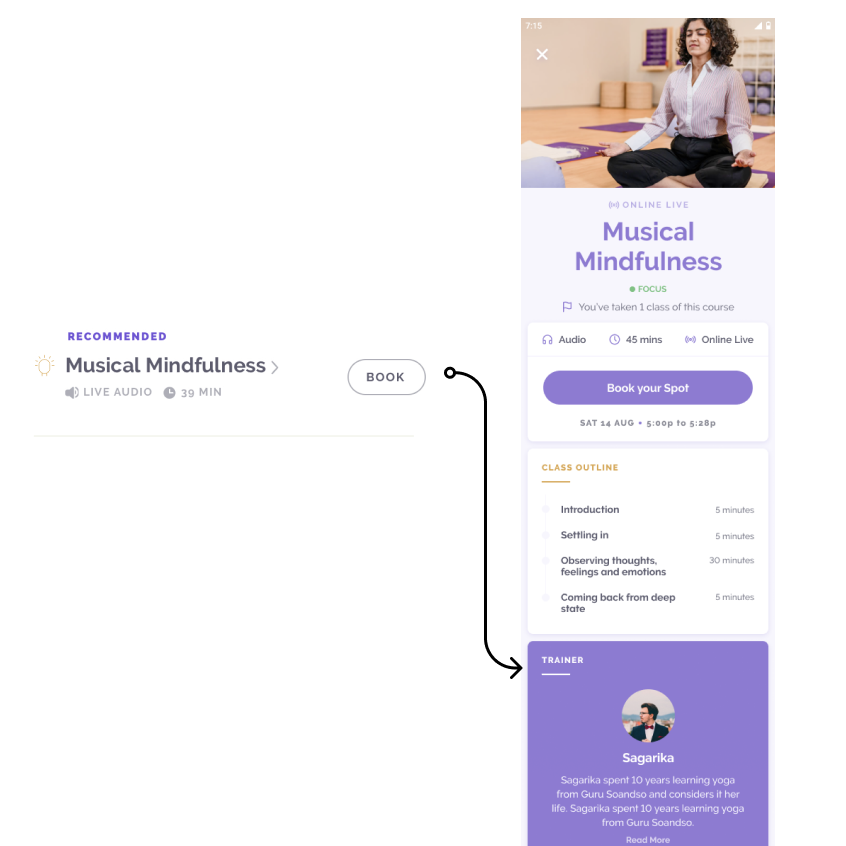 RECOMMENDED
Musical Mindfulness
LIVE AUDIO 39 MIN
BOOK
7:15
ONLINE LIVE
Musical
Mindfulness
FOCUS
You've taken 1 class of this course
Audio 45 mins Online Live
Book your Spot
SAT 14 AUG • 5:00p to 5:28p
CLASS OUTLINE
Introduction 5 minutes
Settling in 5 minutes
Observing thoughts, 30 minutes
feelings and emotions
Coming back from deep 5 minutes
state
TRAINER
Sagarika
Sagarika spent 10 years learning yoga
from Guru Soandso and considers it her
life. Sagarika spent 10 years learning yoga
from Guru Soandso.
Read More